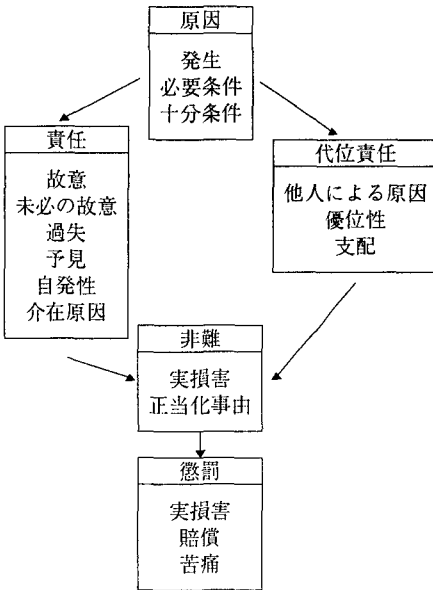 原因
発生
必要条件
十分条件
責任
故意
未必の故意
過失
予見
自発性
介在原因
代位責任
他人による原因
優位性
支配
非難
実損害
正当化事由
懲罰
実損害
賠償
苦痛